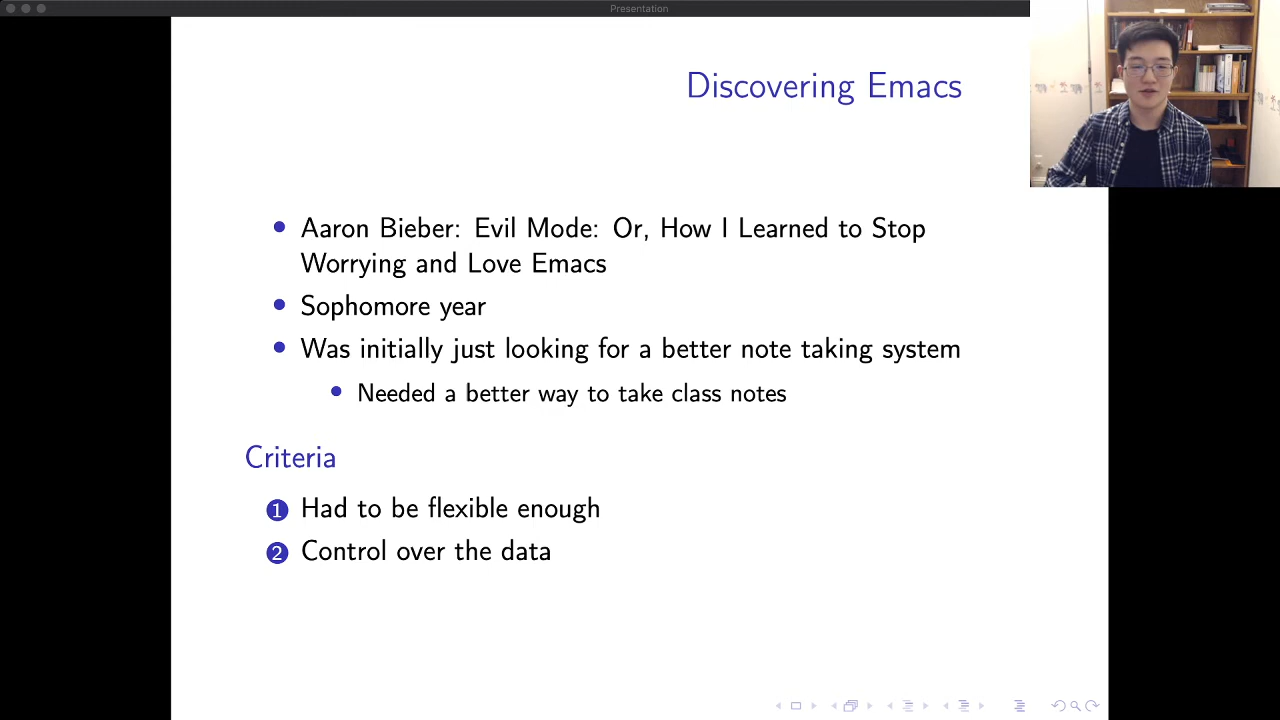 Presentation
Discovering Emacs
Aaron Bieber: Evil Mode: Or, How I Learned to Stop
Worrying and Love Emacs
Sophomore year
Was initially just looking for a better note taking system
Needed a better way to take class notes
Criteria
1 Had to be flexible enough
2 Control over the data